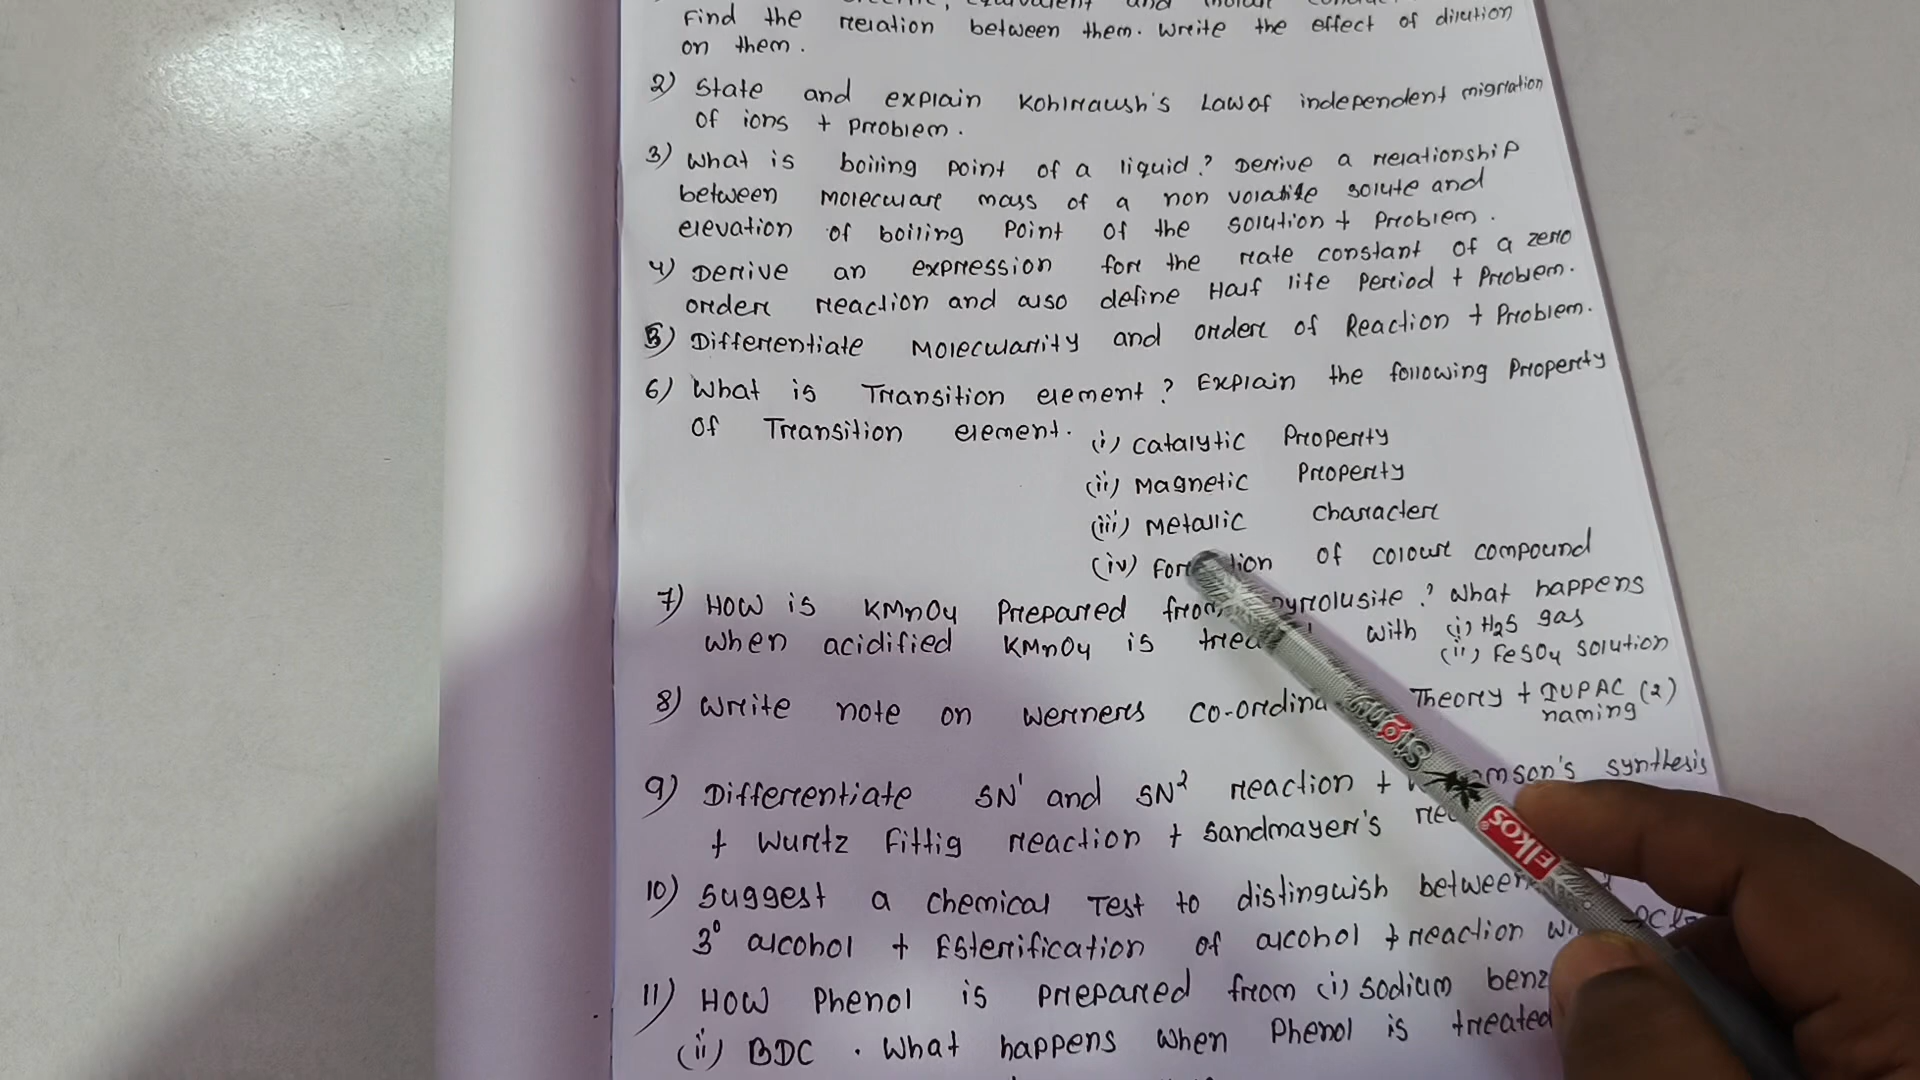 Find the relation between them. Write the effect of dilution
on them.
2) State and explain Kohlraush's Law of independent migration
of ions + Problem.
3) What is boiling point of a liquid? Derive a relationship
between Moleculare mass of a non volatile solute and
elevation of boiling Point of the solution + Problem.
4) Derive an expression for the rate constant of a zero
order reaction and also define Half life Period + Problem.
5) Differentiate Molecularity and order of Reaction + Problem.
6) What is Transition element? Explain the following Property
Of Transition element.
(i) Catalytic Property
(ii) Magnetic Property
(iii) Metallic Character
(iv) of colour compound
7) How is KMnO4 Prepared from pyrolusite? What happens
when acidified KMnO4 is with (i) H2S gas
(ii) FeSO4 solution
8) Write note on Werners Theory + IUPAC (2)
naming
9) Differentiate SN1 and SN2 reaction + synthesis
+ Wurtz Fittig reaction + Sandmayer's
10) Suggest a chemical Test to distinguish between
3° alcohol + Esterification of alcohol + reaction
11) How Phenol is Prepared from (i) sodium
(ii) BDC. What happens when Phenol is treated
Elkos